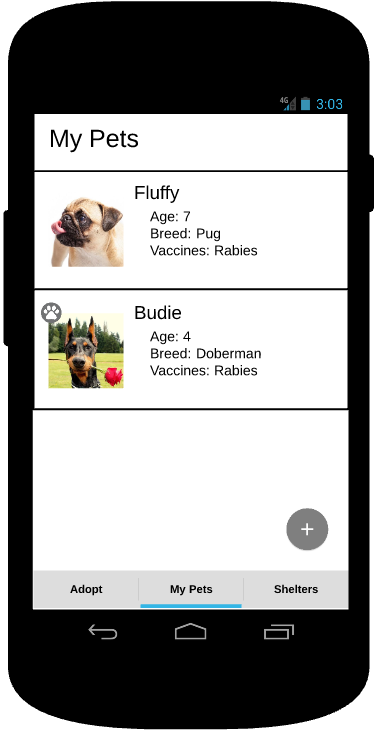 4G 3:03
My Pets
Fluffy
Age: 7
Breed: Pug
Vaccines: Rabies
Budie
Age: 4
Breed: Doberman
Vaccines: Rabies
+
Adopt My Pets Shelters